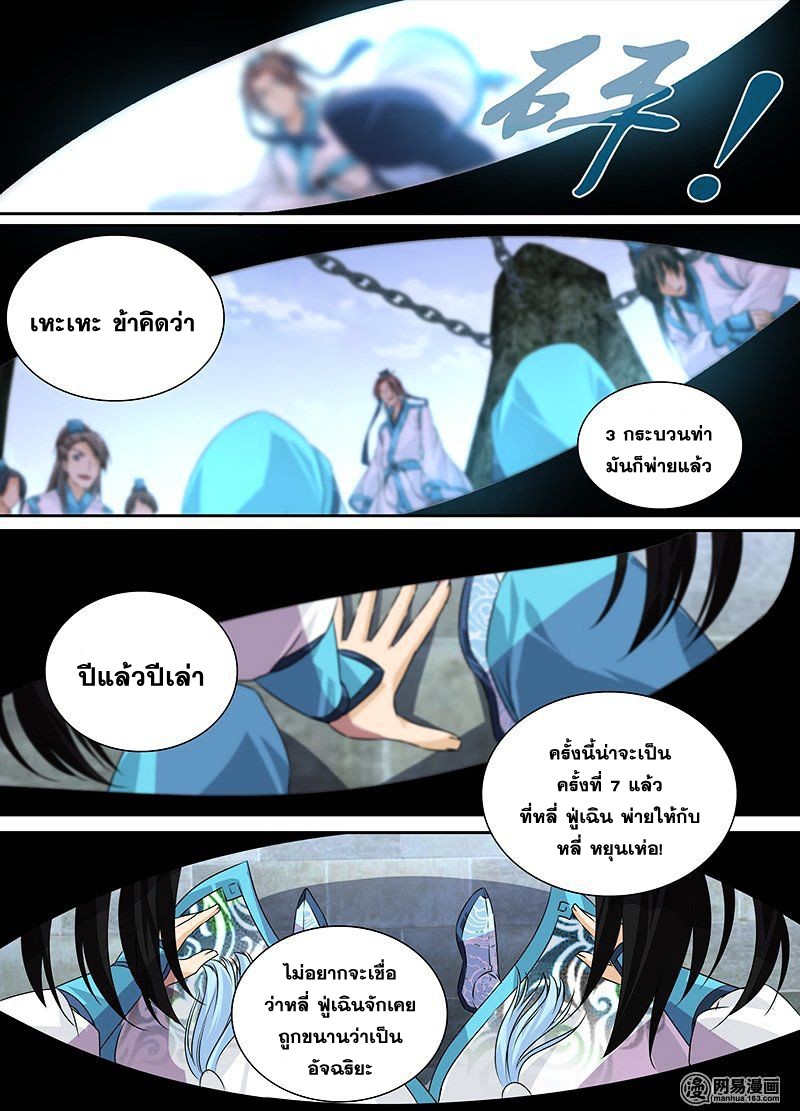 砰!
เหะเหะ ข้าคิดว่า
3 กระบวนท่า
มันก็พ่ายแล้ว
ปีแล้วปีเล่า
ครั้งนี้น่าจะเป็น
ครั้งที่ 7 แล้ว
ที่หลี่ ฟู่เฉิน พ่ายให้กับ
หลี่ หยุนเห่อ!
ไม่อยากจะเชื่อ
ว่าหลี่ ฟู่เฉินจักเคย
ถูกขนานว่าเป็น
อัจฉริยะ
漫 网易漫画
manhua.163.com